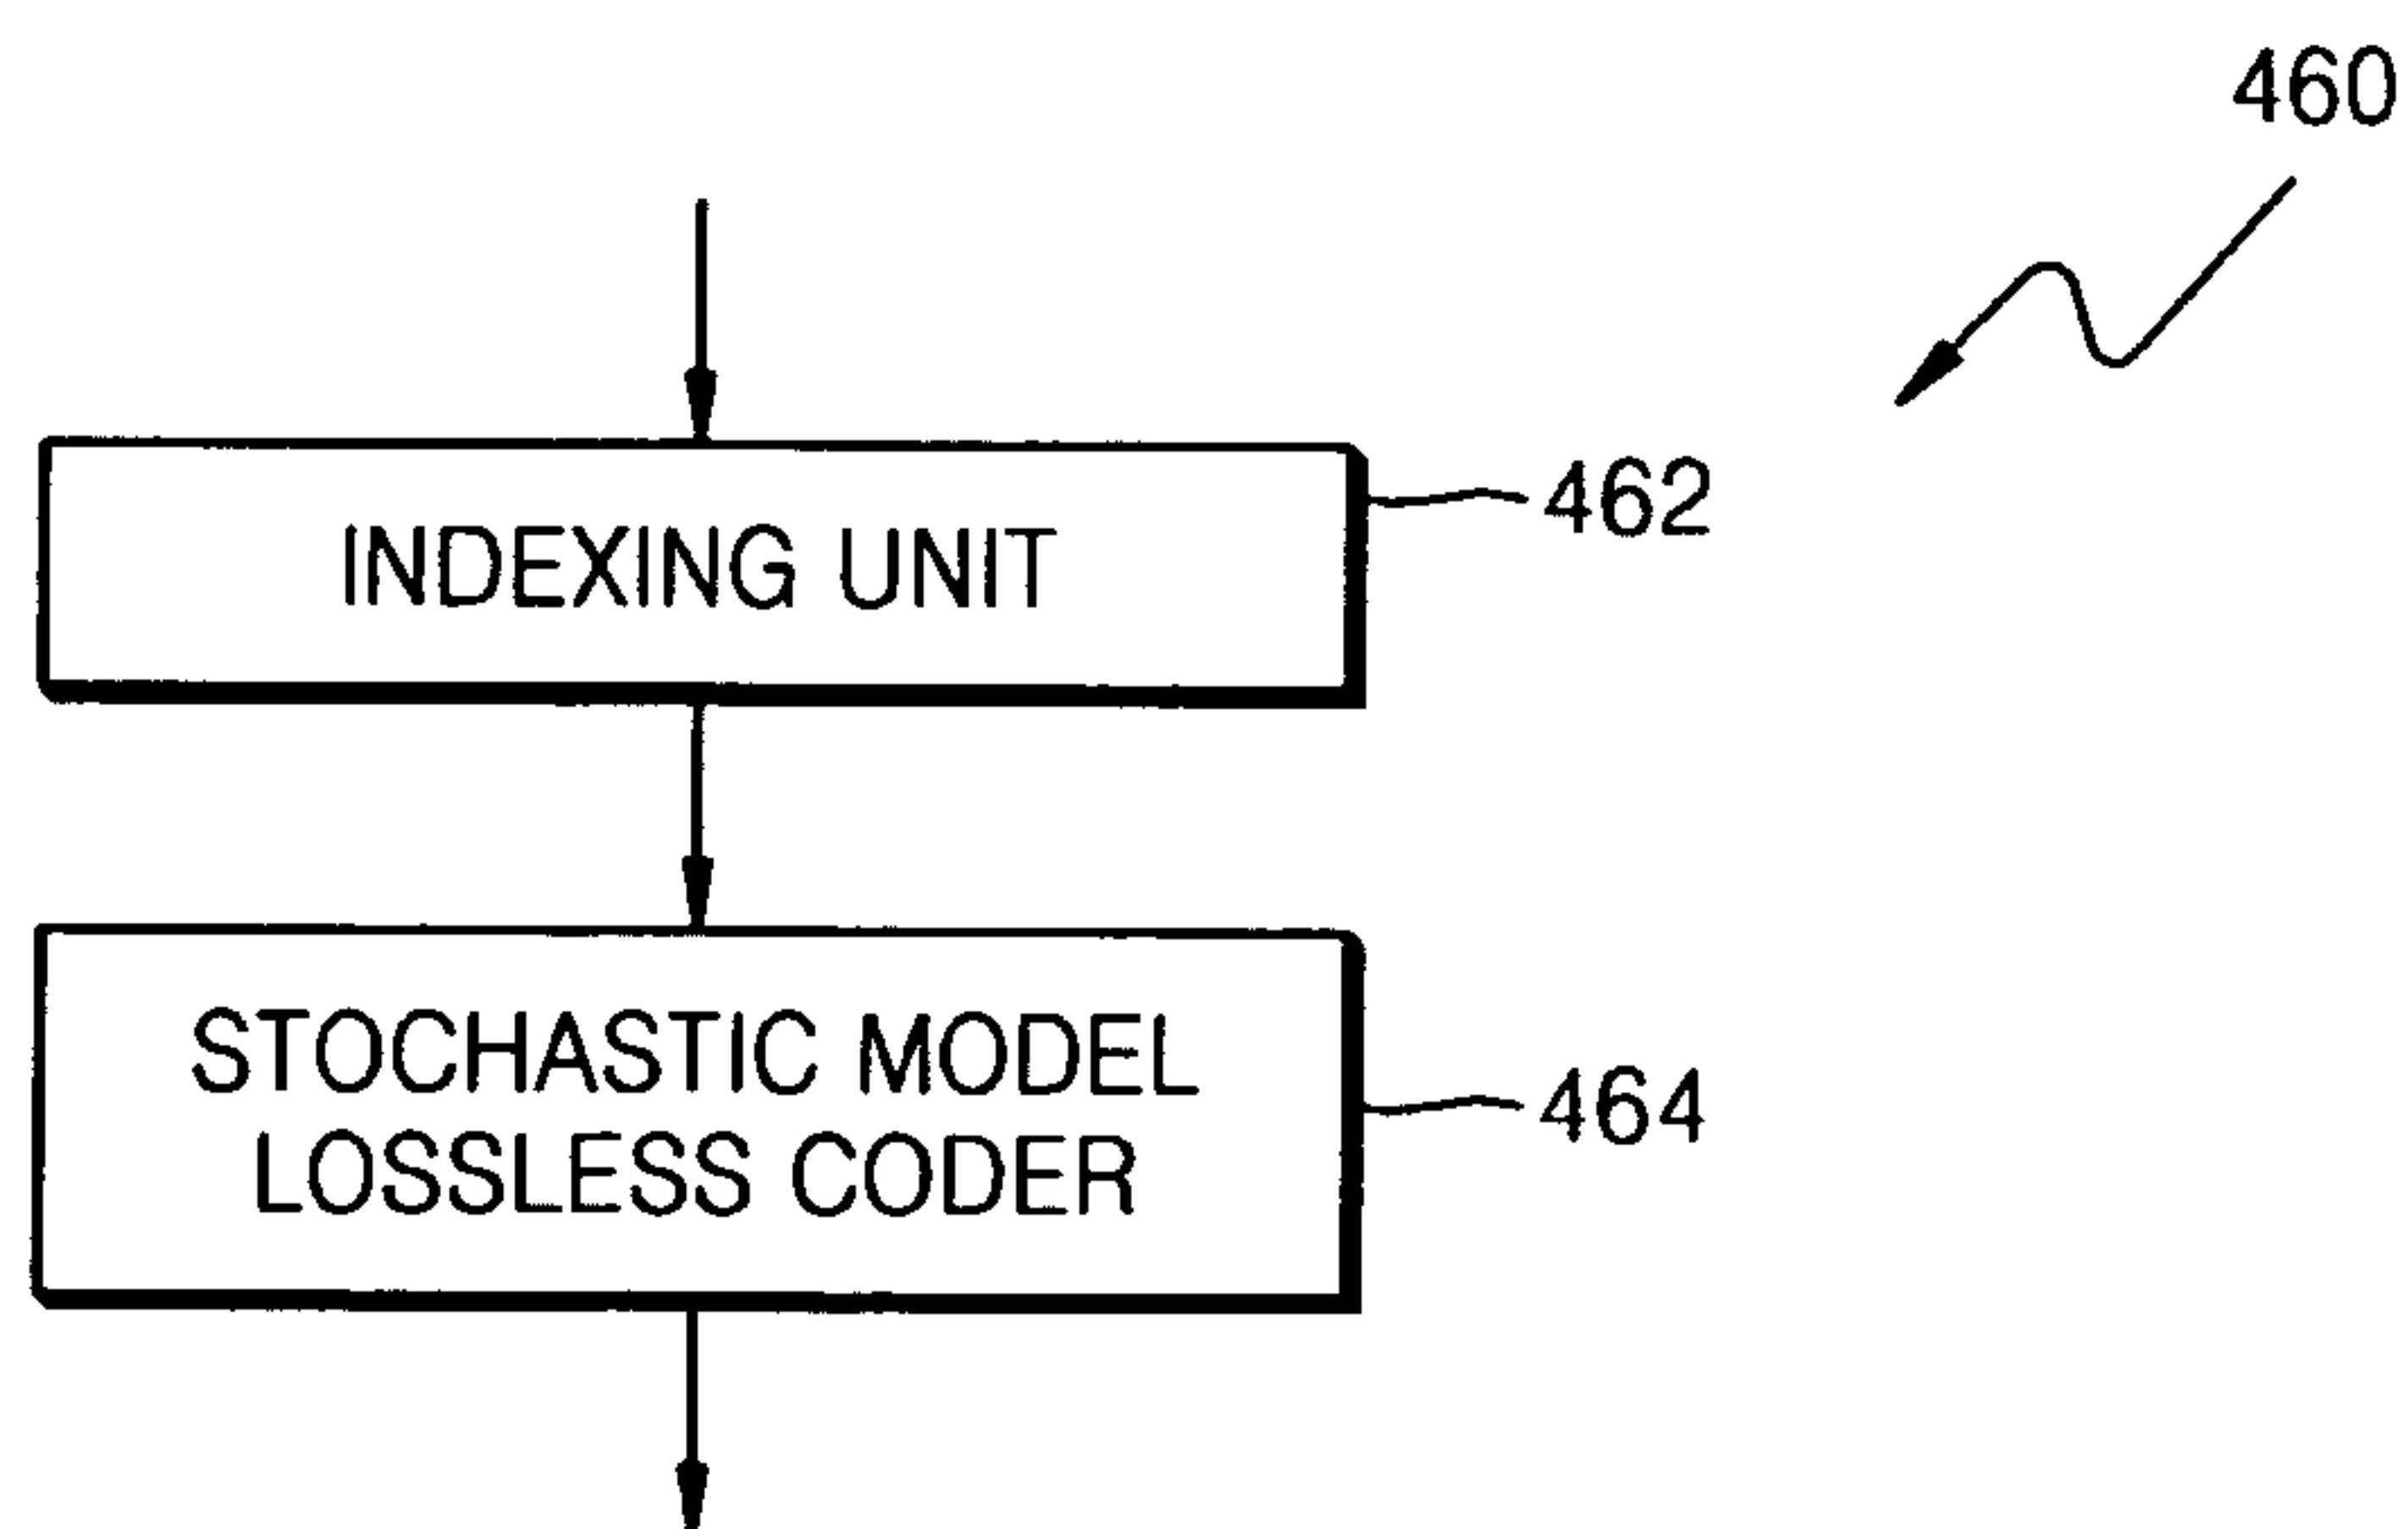 460
INDEXING UNIT
462
STOCHASTIC MODEL
LOSSLESS CODER
464